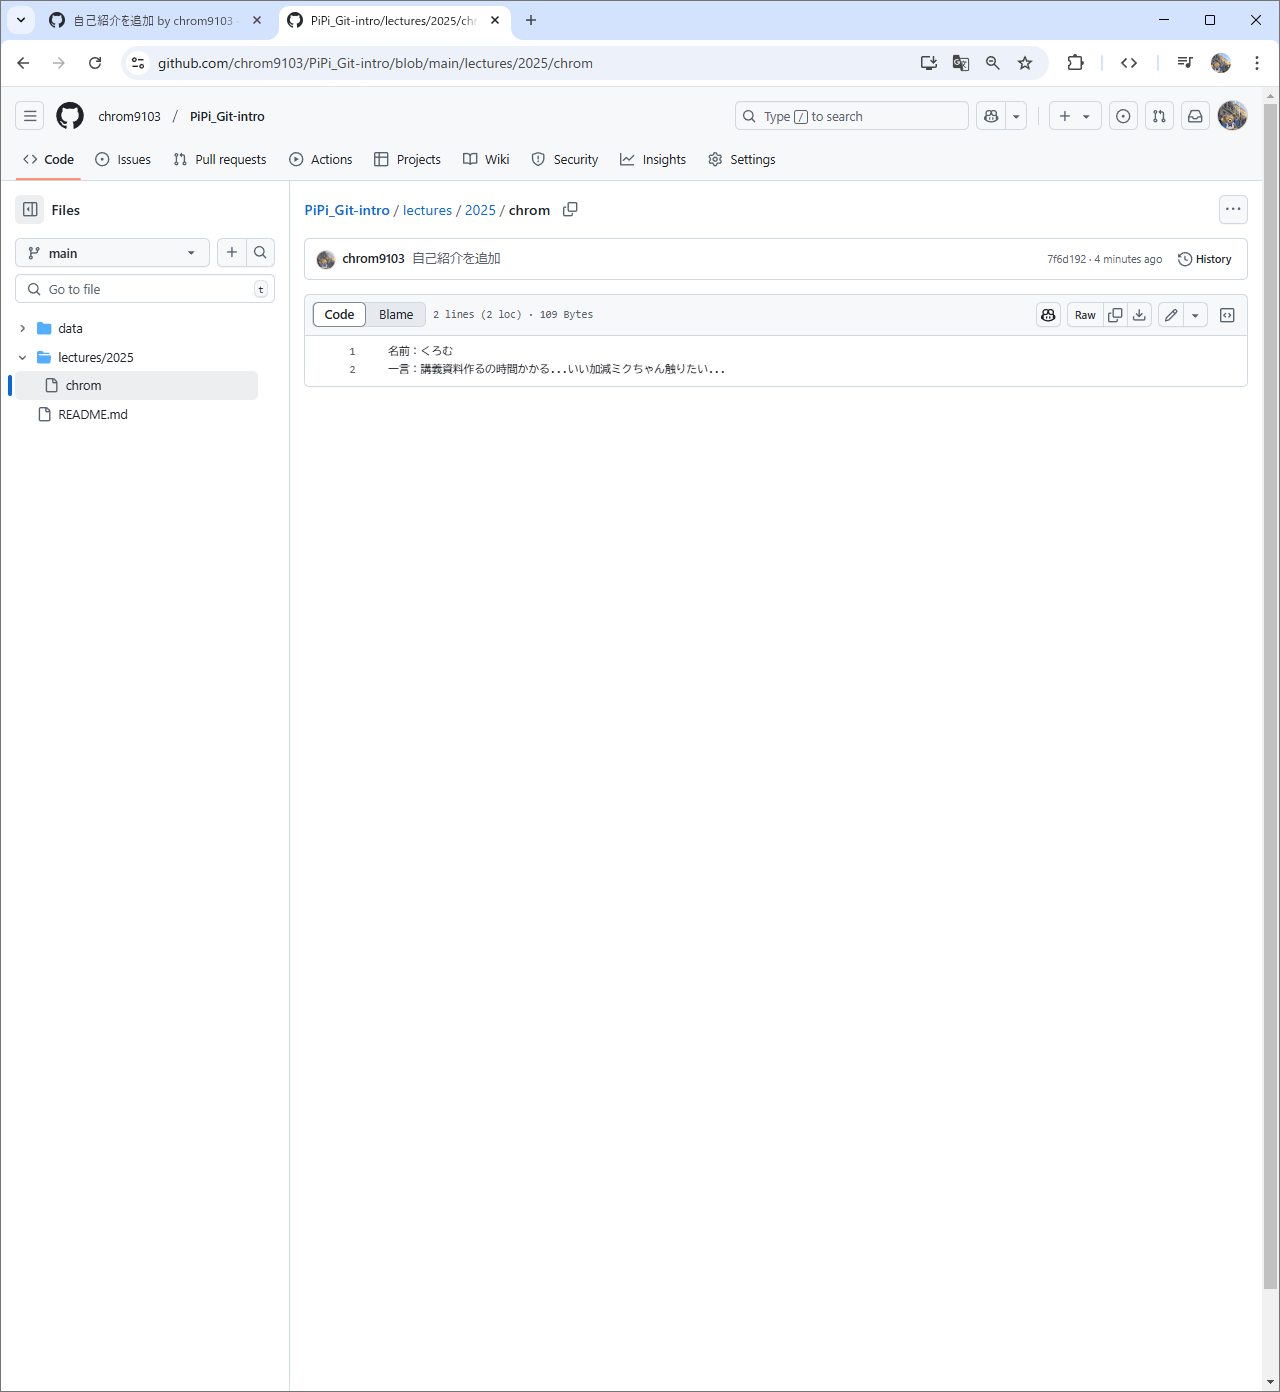 自己紹介を追加 by chrom9103
PiPi_Git-intro/lectures/2025/chr
github.com/chrom9103/PiPi_Git-intro/blob/main/lectures/2025/chrom
chrom9103 / PiPi_Git-intro
Type / to search
Code
Issues
Pull requests
Actions
Projects
Wiki
Security
Insights
Settings
Files
main
Go to file
t
data
lectures/2025
chrom
README.md
PiPi_Git-intro / lectures / 2025 / chrom
chrom9103 自己紹介を追加
7f6d192 · 4 minutes ago
History
Code
Blame
2 lines (2 loc) · 109 Bytes
Raw
1 名前：くろむ
2 一言：講義資料作るの時間かかる...いい加減ミクちゃん触りたい...